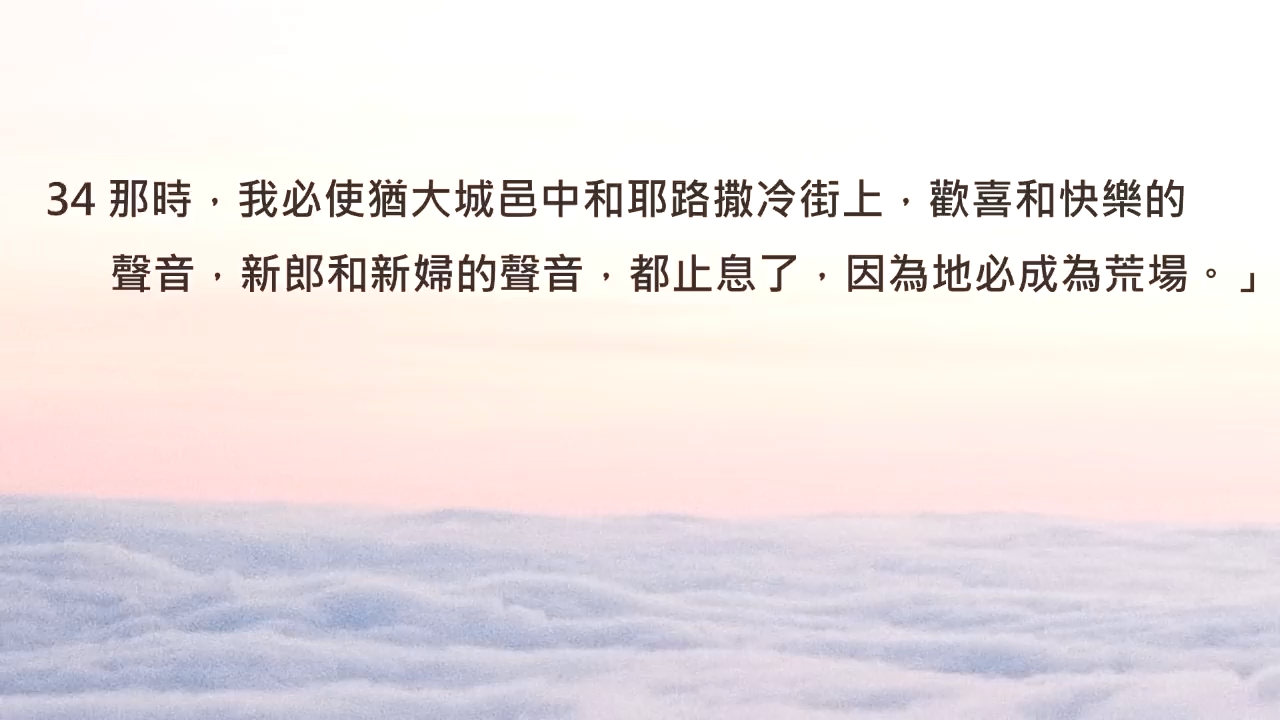 34 那時，我必使猶大城邑中和耶路撒冷街上，歡喜和快樂的
聲音，新郎和新婦的聲音，都止息了，因為地必成為荒場。」